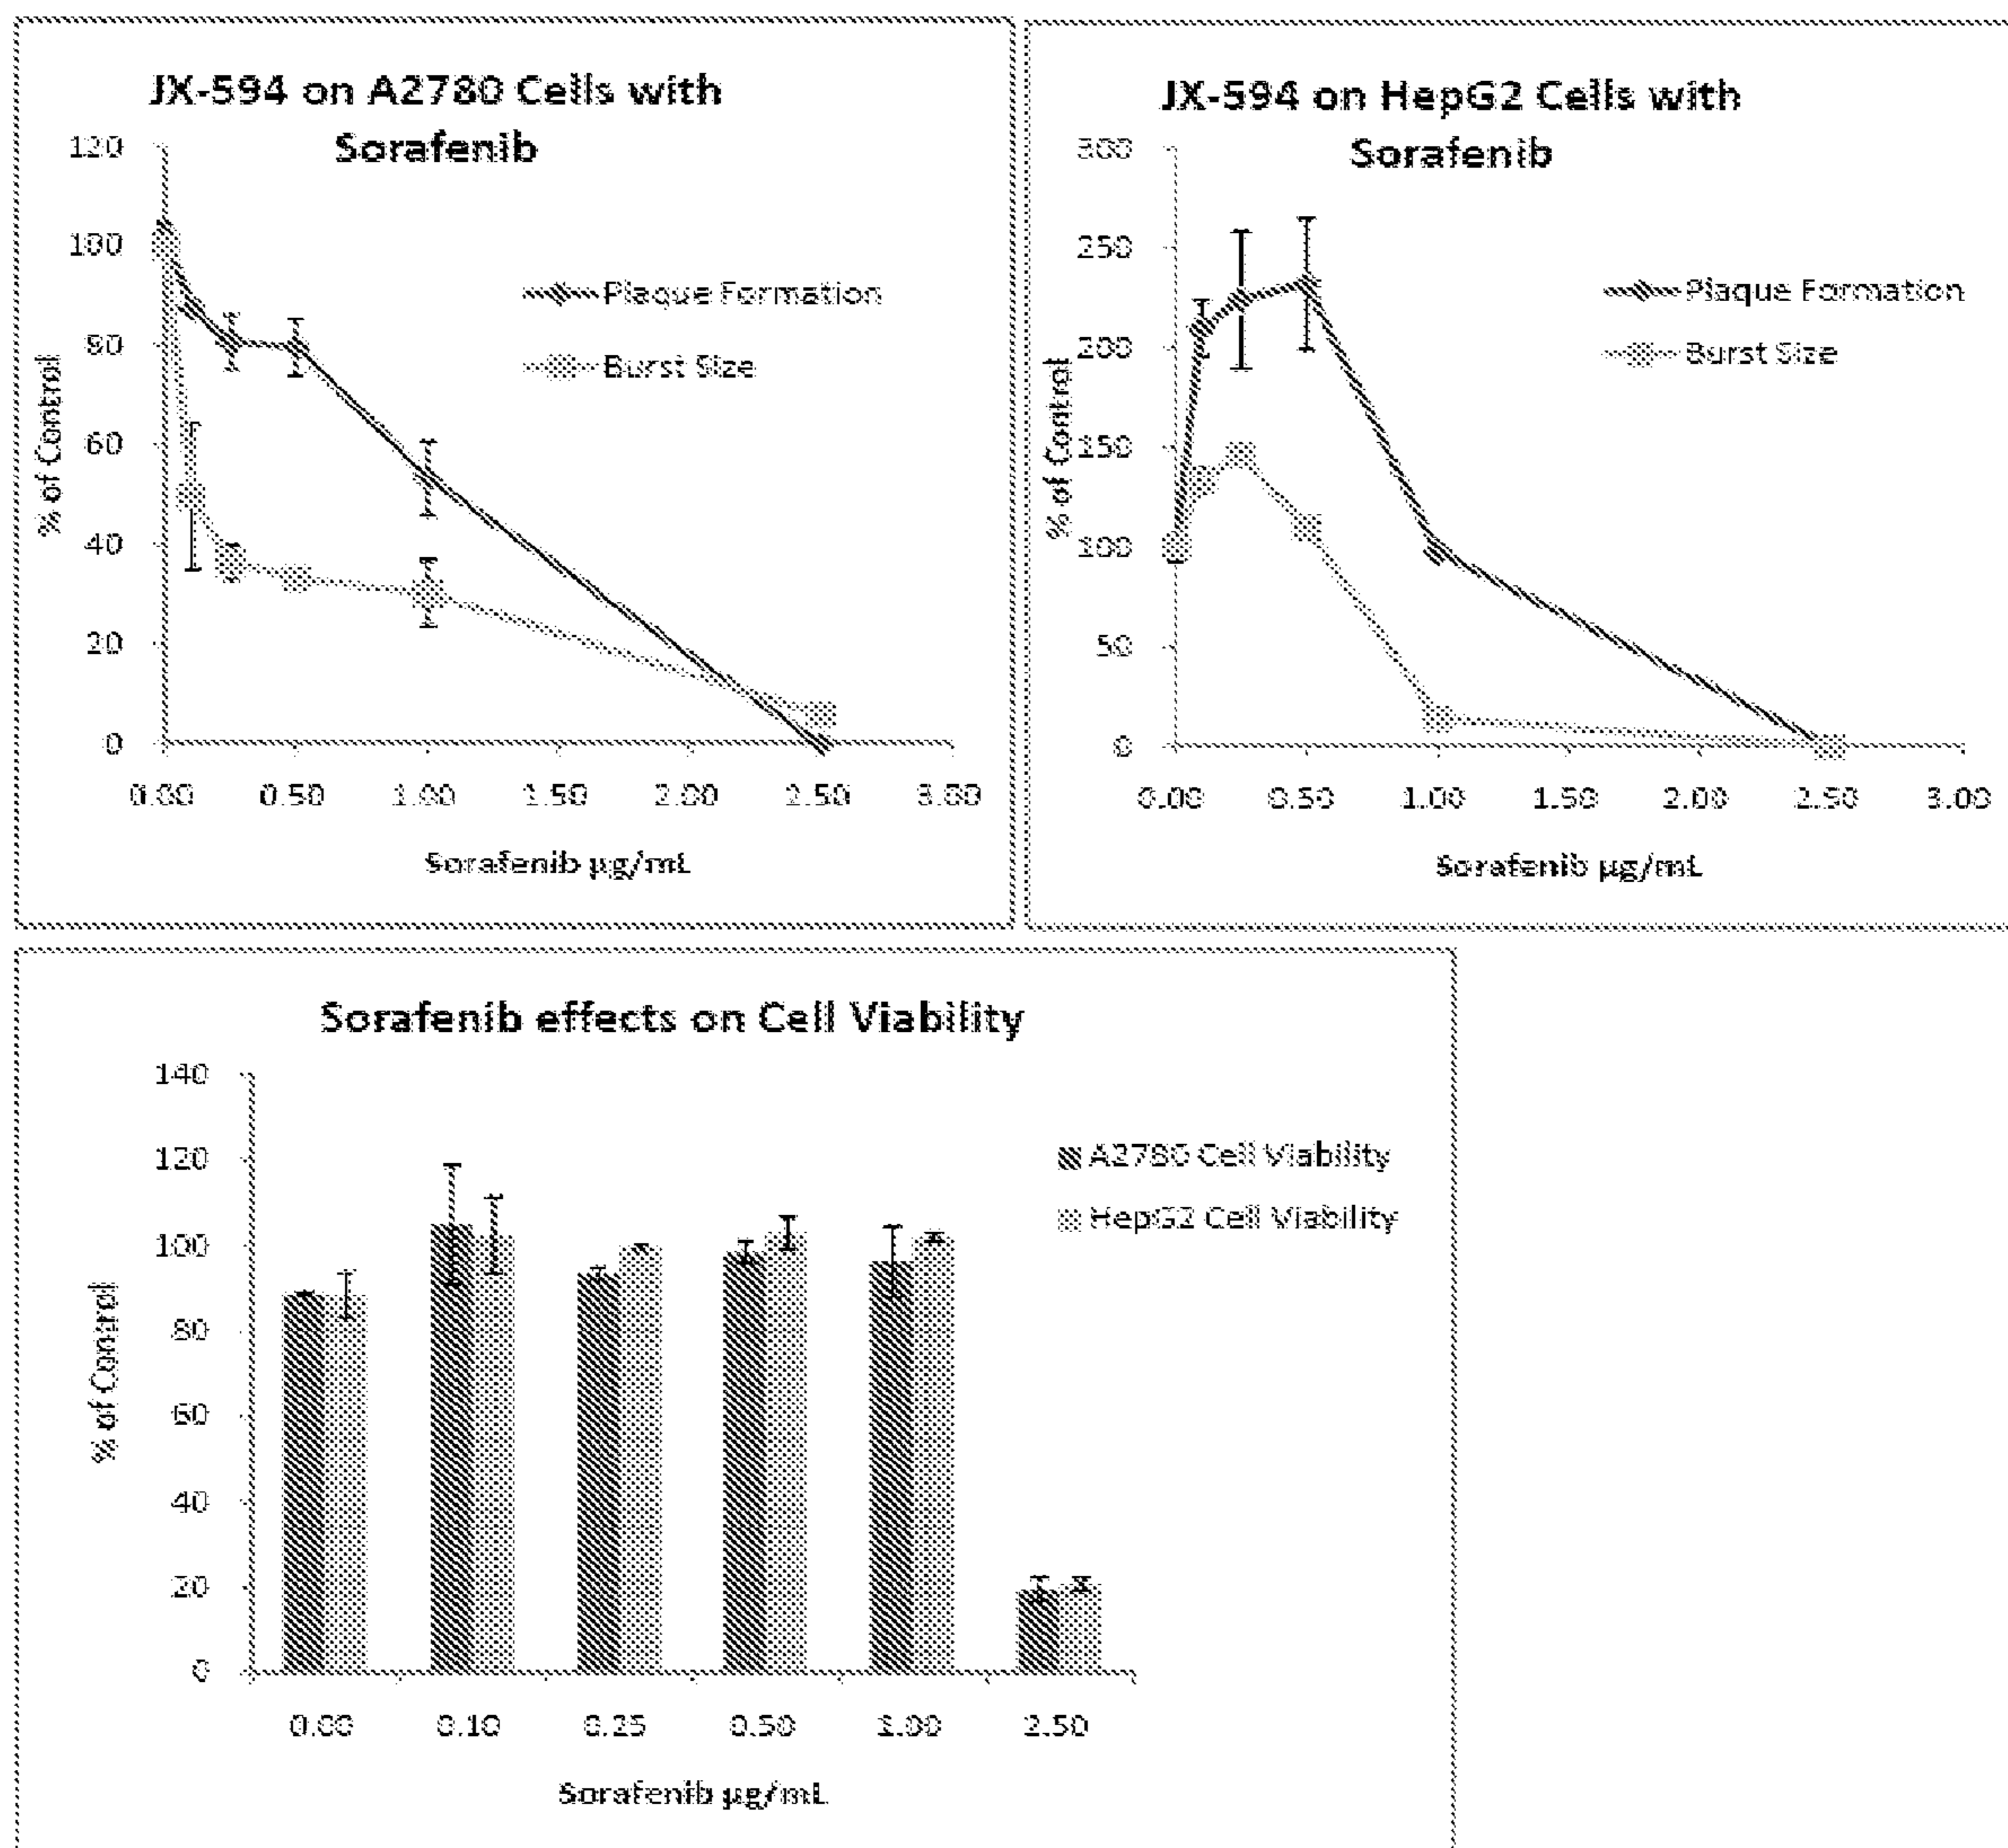 JX-594 on A2780 Cells with
Sorafenib
120
100
80
60
40
20
0
% of Control
Plaque Formation
Burst Size
0.00 0.50 1.00 1.50 2.00 2.50 3.00
Sorafenib µg/mL
JX-594 on HepG2 Cells with
Sorafenib
300
250
200
150
100
50
0
% of Control
Plaque Formation
Burst Size
0.00 0.50 1.00 1.50 2.00 2.50 3.00
Sorafenib µg/mL
Sorafenib effects on Cell Viability
140
120
100
80
60
40
20
0
% of Control
A2780 Cell Viability
HepG2 Cell Viability
0.00 0.10 0.25 0.50 1.00 2.50
Sorafenib µg/mL